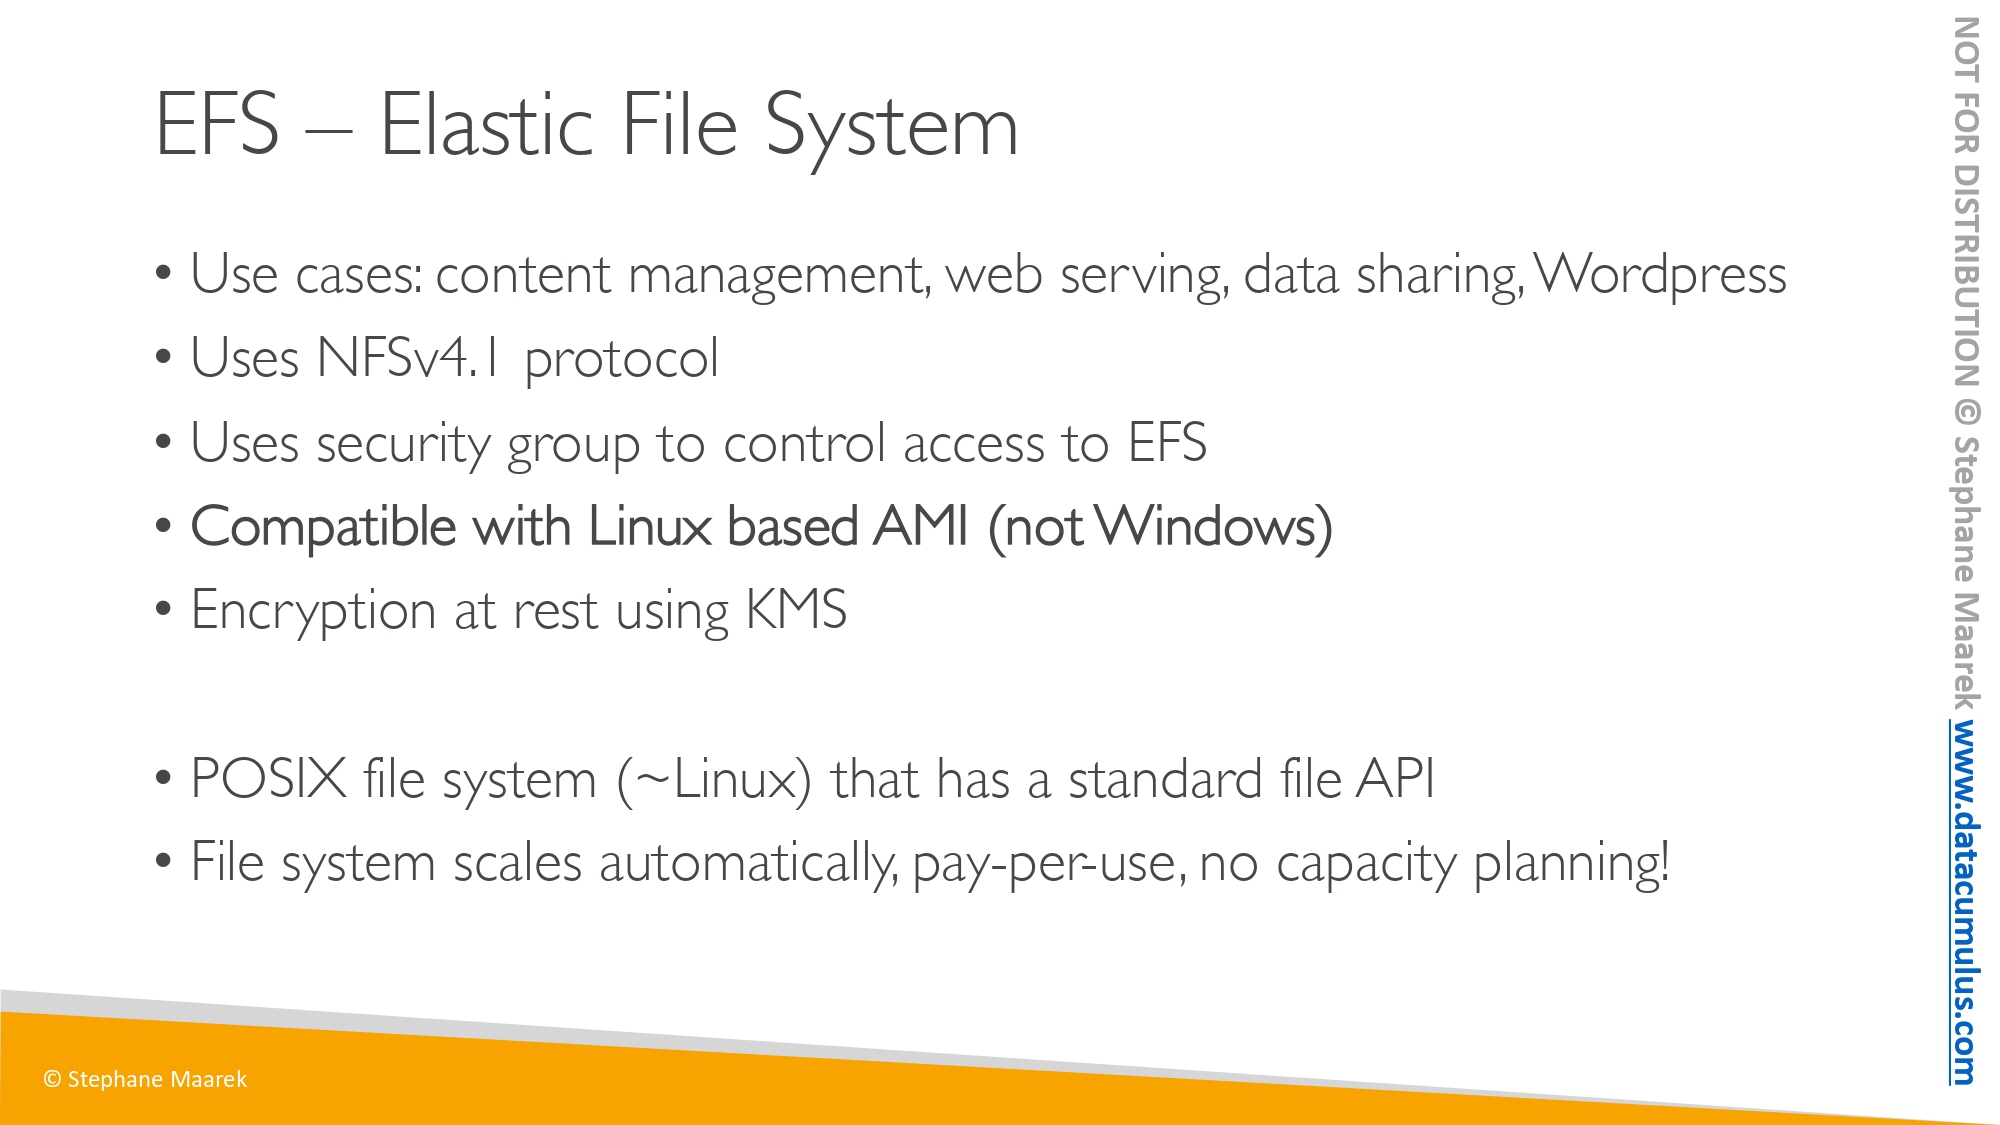 EFS – Elastic File System
• Use cases: content management, web serving, data sharing, Wordpress
• Uses NFSv4.1 protocol
• Uses security group to control access to EFS
• Compatible with Linux based AMI (not Windows)
• Encryption at rest using KMS
• POSIX file system (~Linux) that has a standard file API
• File system scales automatically, pay-per-use, no capacity planning!
© Stephane Maarek
NOT FOR DISTRIBUTION © Stephane Maarek www.datacumulus.com